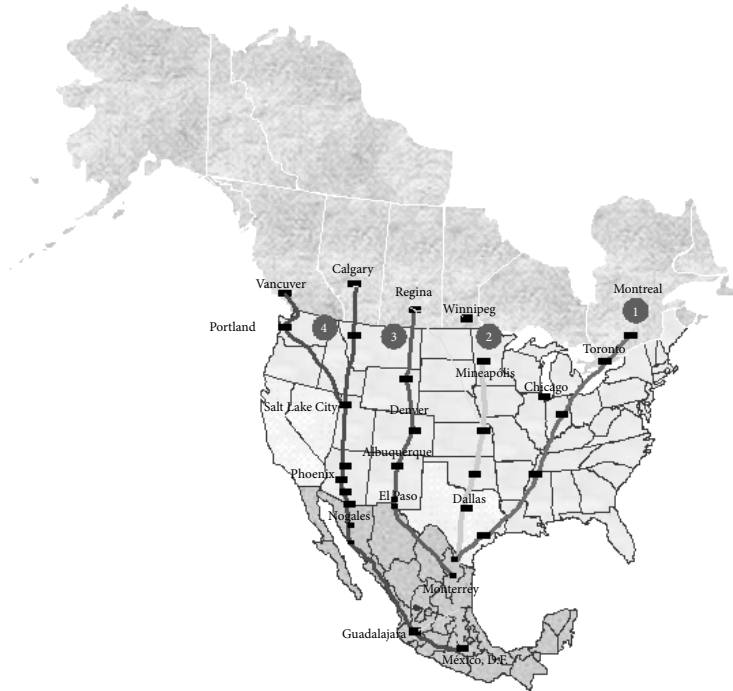 Calgary
Vancuver
Regina
Montreal
Winnipeg
1
Portland
4
3
2
Toronto
Mineapólis
Chicago
Salt Lake City
Denver
Albuquerque
Phoenix
El Paso
Dallas
Nogales
Monterrey
Guadalajara
México, D.F.